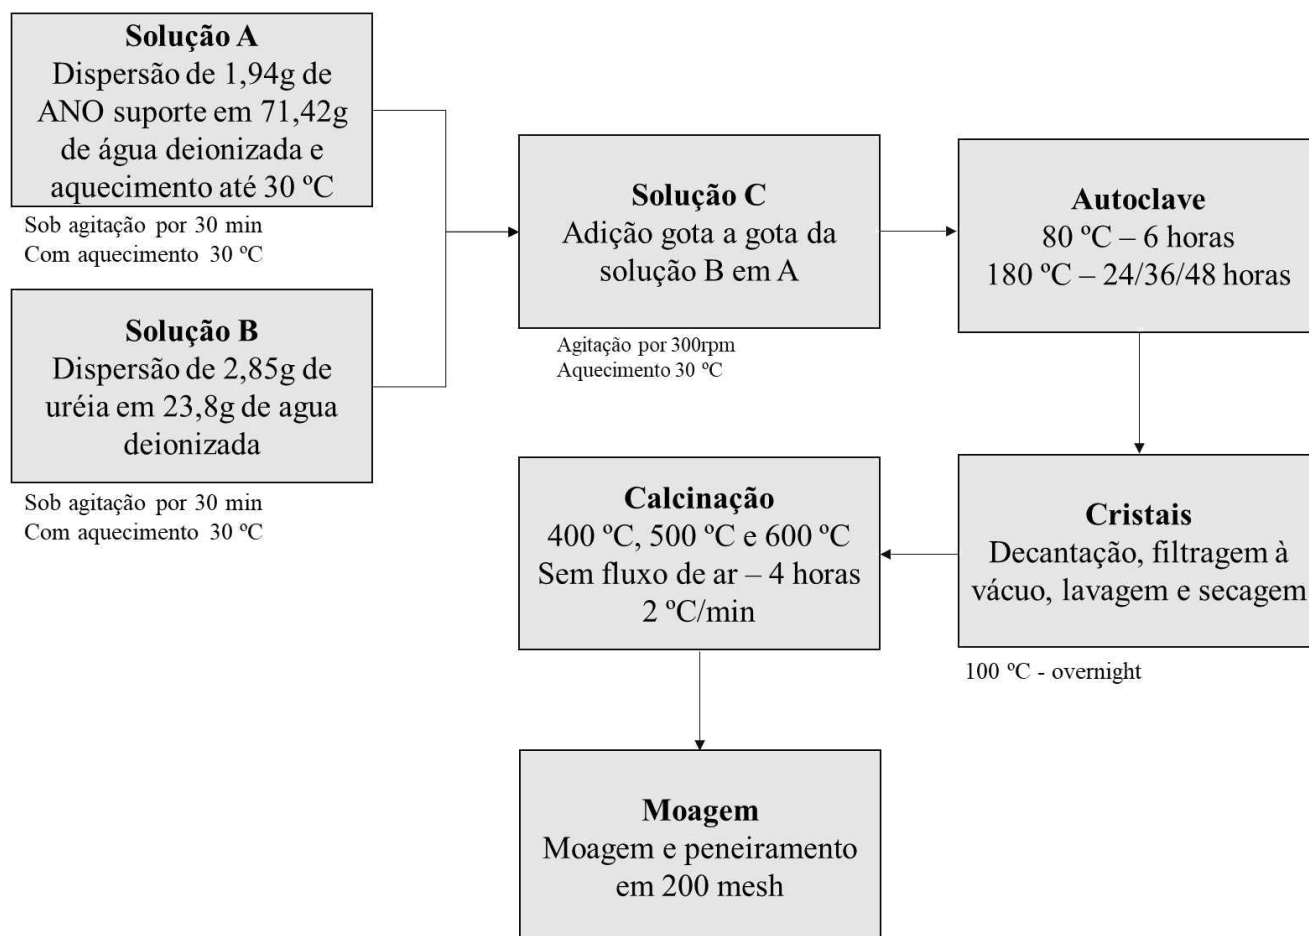 Solução A
Dispersão de 1,94g de
ANO suporte em 71,42g
de água deionizada e
aquecimento até 30 ºC
Sob agitação por 30 min
Com aquecimento 30 ºC
Solução B
Dispersão de 2,85g de
uréia em 23,8g de agua
deionizada
Sob agitação por 30 min
Com aquecimento 30 ºC
Solução C
Adição gota a gota da
solução B em A
Agitação por 300rpm
Aquecimento 30 ºC
Autoclave
80 ºC – 6 horas
180 ºC – 24/36/48 horas
Cristais
Decantação, filtragem à
vácuo, lavagem e secagem
100 ºC - overnight
Calcinação
400 ºC, 500 ºC e 600 ºC
Sem fluxo de ar – 4 horas
2 ºC/min
Moagem
Moagem e peneiramento
em 200 mesh